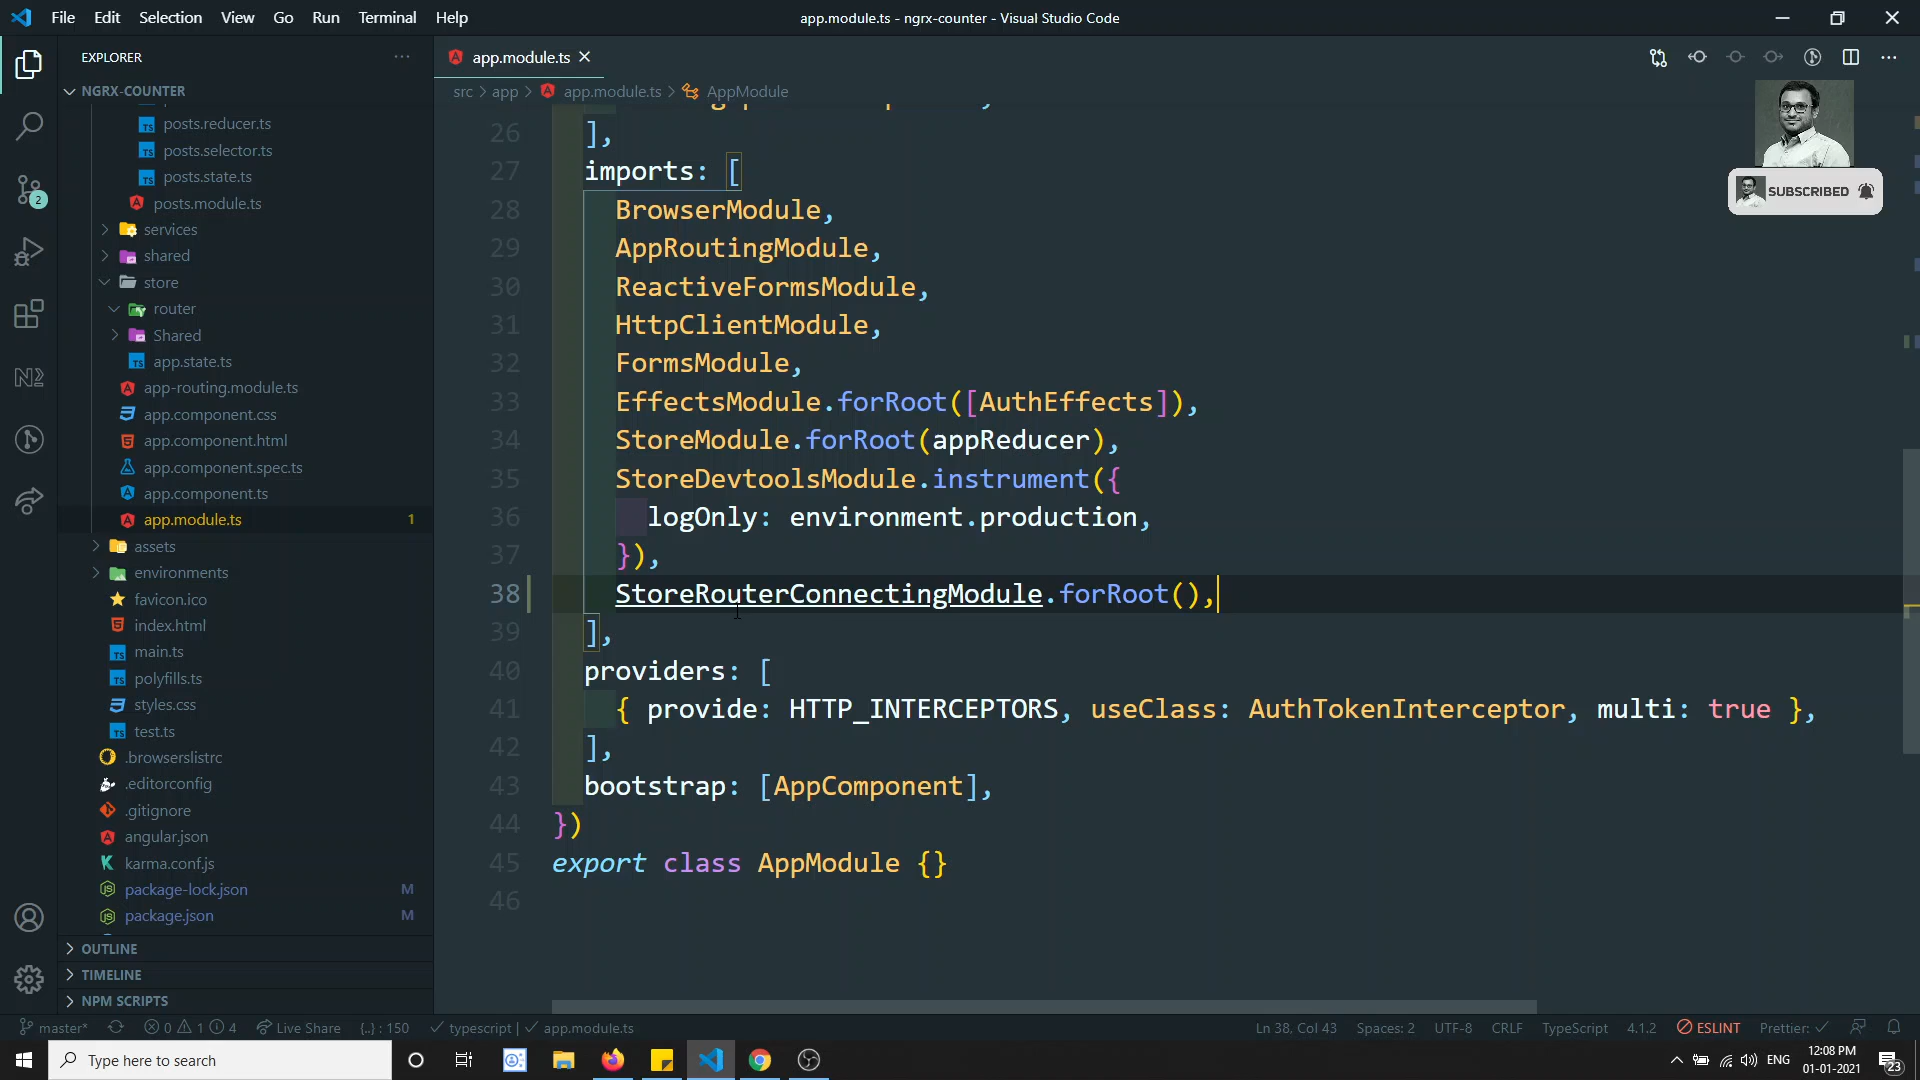 File Edit Selection View Go Run Terminal Help
app.module.ts - ngrx-counter - Visual Studio Code
EXPLORER
NGRX-COUNTER
posts.reducer.ts
posts.selector.ts
posts.state.ts
posts.module.ts
services
shared
store
router
Shared
app.state.ts
app-routing.module.ts
app.component.css
app.component.html
app.component.spec.ts
app.component.ts
app.module.ts 1
assets
environments
favicon.ico
index.html
main.ts
polyfills.ts
styles.css
test.ts
.browserslistrc
.editorconfig
.gitignore
angular.json
karma.conf.js
package-lock.json M
package.json M
OUTLINE
TIMELINE
NPM SCRIPTS
2
app.module.ts
src > app > app.module.ts > AppModule
26 ],
27 imports: [
28 BrowserModule,
29 AppRoutingModule,
30 ReactiveFormsModule,
31 HttpClientModule,
32 FormsModule,
33 EffectsModule.forRoot([AuthEffects]),
34 StoreModule.forRoot(appReducer),
35 StoreDevtoolsModule.instrument({
36 logOnly: environment.production,
37 }),
38 StoreRouterConnectingModule.forRoot(),
39 ],
40 providers: [
41 { provide: HTTP_INTERCEPTORS, useClass: AuthTokenInterceptor, multi: true },
42 ],
43 bootstrap: [AppComponent],
44 })
45 export class AppModule {}
46
SUBSCRIBED
master* 0 1 4 Live Share {..} : 150 typescript | app.module.ts
Ln 38, Col 43 Spaces: 2 UTF-8 CRLF TypeScript 4.1.2 ESLINT Prettier:
Type here to search
ENG
12:08 PM
01-01-2021
23